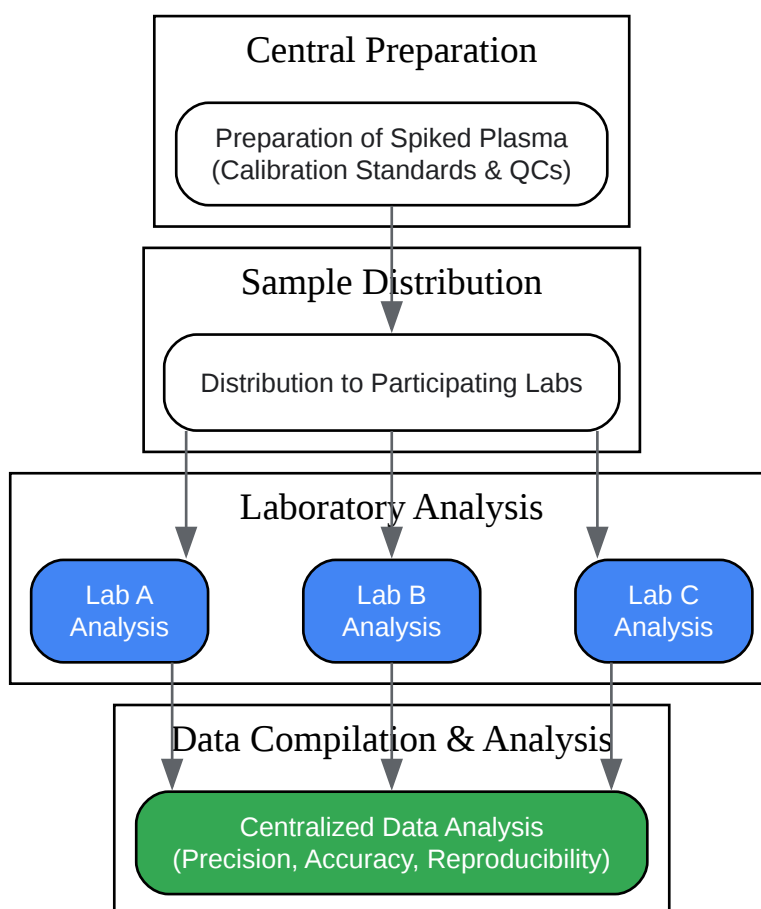 Central Preparation
Preparation of Spiked Plasma
(Calibration Standards & QCs)
Sample Distribution
Distribution to Participating Labs
Laboratory Analysis
Lab A
Analysis
Lab B
Analysis
Lab C
Analysis
Data Compilation & Analysis
Centralized Data Analysis
(Precision, Accuracy, Reproducibility)